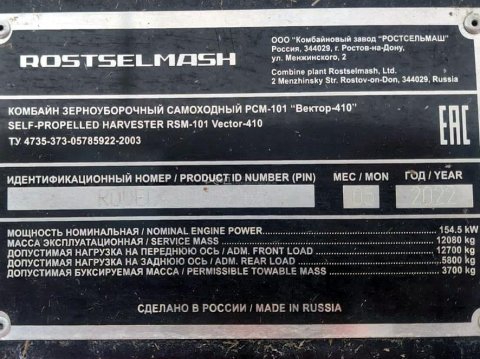 ROSTSELMASH
ООО "Комбайновый завод "РОСТСЕЛЬМАШ"
Россия, 344029, г. Ростов-на-Дону,
ул. Менжинского, 2
Combine plant Rostselmash, Ltd.
2 Menzhinsky Str. Rostov-on-Don, 344029, Russia
КОМБАЙН ЗЕРНОУБОРОЧНЫЙ САМОХОДНЫЙ РСМ-101 "Вектор-410"
SELF-PROPELLED HARVESTER RSM-101 Vector-410
ТУ 4735-373-05785922-2003
EAC
ИДЕНТИФИКАЦИОННЫЙ НОМЕР / PRODUCT ID NUMBER (PIN)
МЕС / MON
ГОД / YEAR
МОЩНОСТЬ НОМИНАЛЬНАЯ / NOMINAL ENGINE POWER 154.5 kW
МАССА ЭКСПЛУАТАЦИОННАЯ / SERVICE MASS 12080 kg
ДОПУСТИМАЯ НАГРУЗКА НА ПЕРЕДНЮЮ ОСЬ / ADM. FRONT LOAD 12700 kg
ДОПУСТИМАЯ НАГРУЗКА НА ЗАДНЮЮ ОСЬ / ADM. REAR LOAD 5800 kg
ДОПУСТИМАЯ БУКСИРУЕМАЯ МАССА / PERMISSIBLE TOWABLE MASS 3700 kg
СДЕЛАНО В РОССИИ / MADE IN RUSSIA